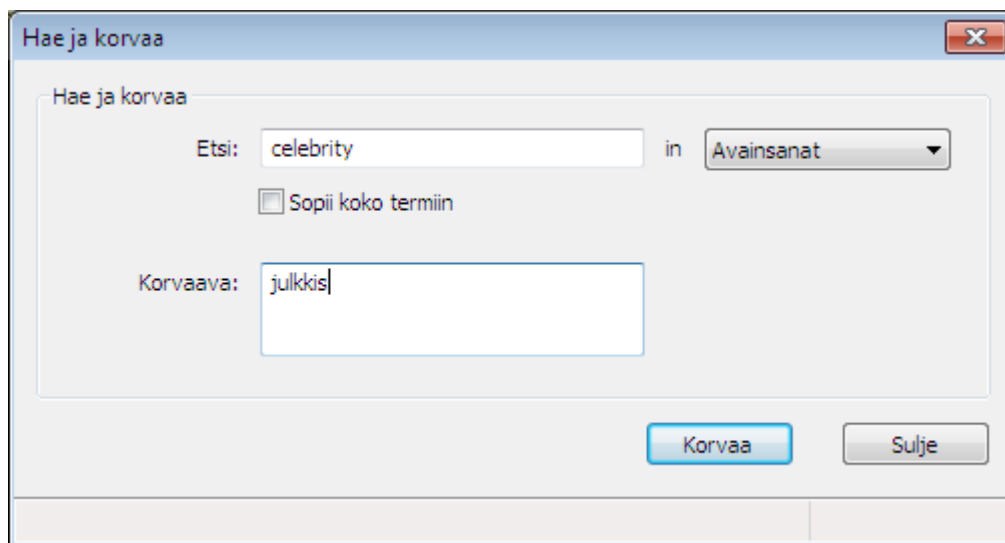 Hae ja korvaa
Hae ja korvaa
Etsi: celebrity in Avainsanat
Sopii koko termiin
Korvaava: julkkis
Korvaa Sulje